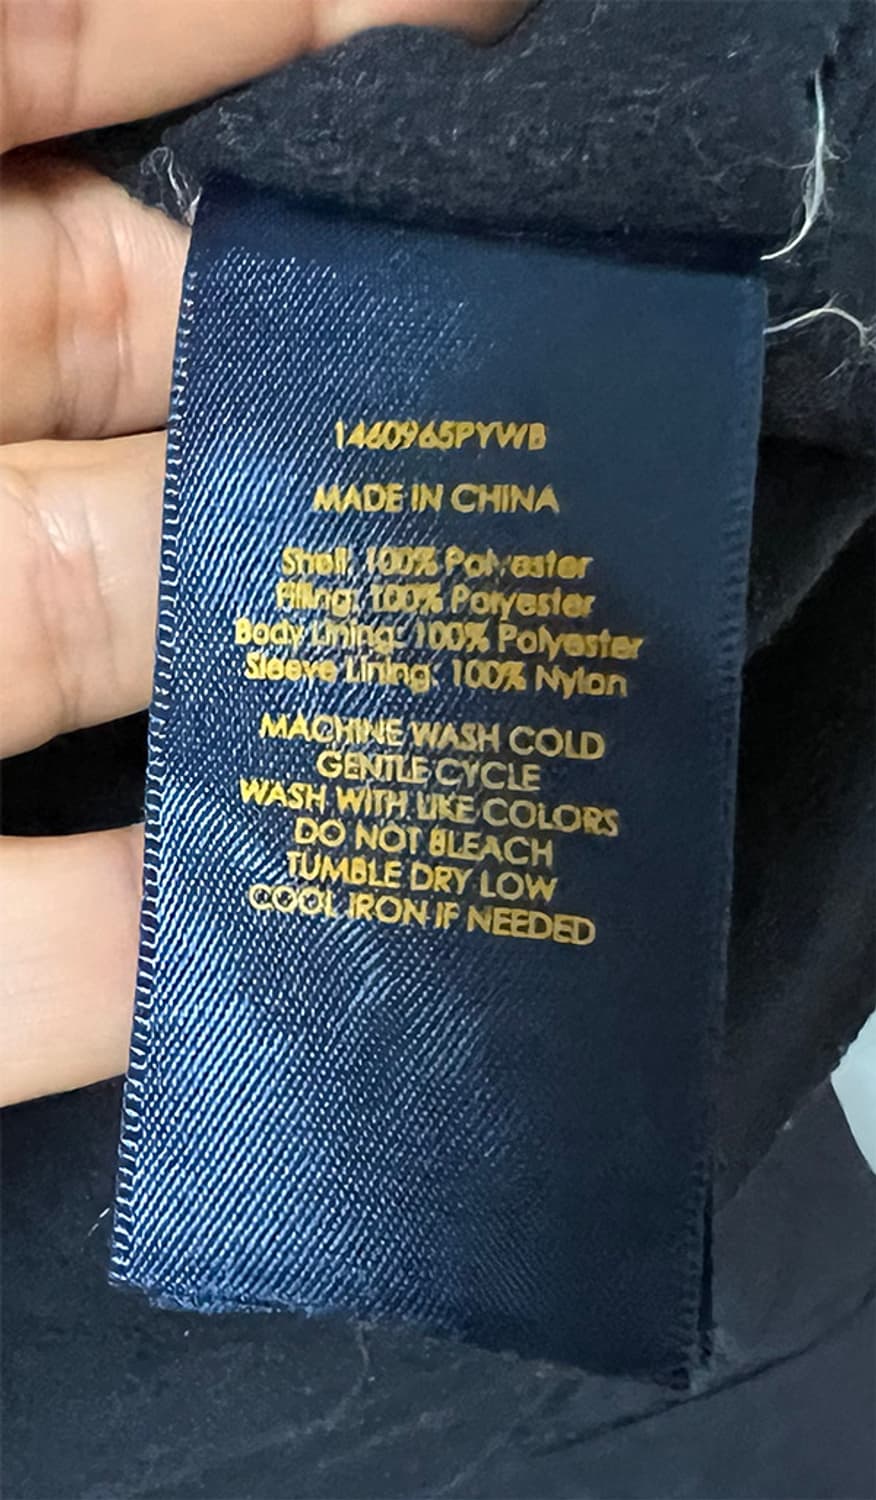 1460965PYWB
MADE IN CHINA
Shell: 100% Polyester
Filling: 100% Polyester
Body Lining: 100% Polyester
Sleeve Lining: 100% Nylon
MACHINE WASH COLD
GENTLE CYCLE
WASH WITH LIKE COLORS
DO NOT BLEACH
TUMBLE DRY LOW
COOL IRON IF NEEDED